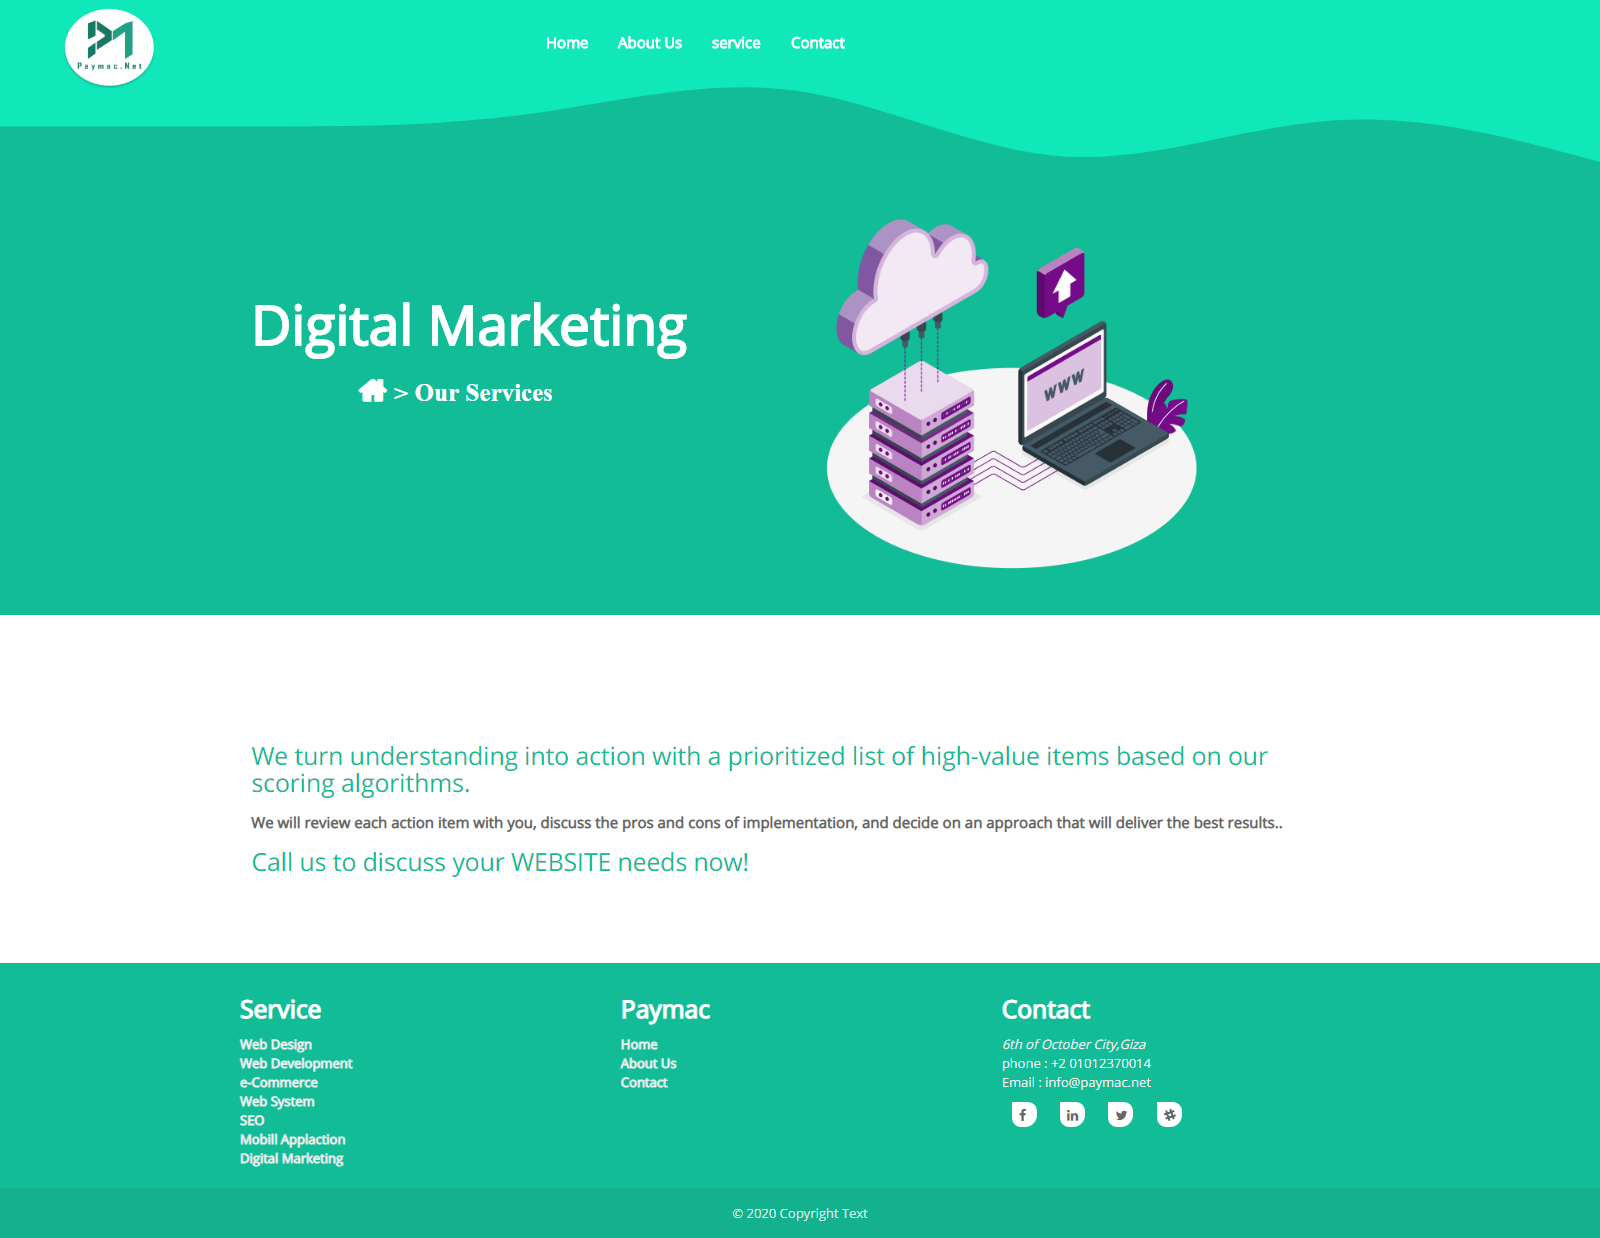 Paymac.Net
Home About Us service Contact
Digital Marketing
> Our Services
WWW
We turn understanding into action with a prioritized list of high-value items based on our
scoring algorithms.
We will review each action item with you, discuss the pros and cons of implementation, and decide on an approach that will deliver the best results..
Call us to discuss your WEBSITE needs now!
Service
Web Design
Web Development
e-Commerce
Web System
SEO
Mobill Applaction
Digital Marketing
Paymac
Home
About Us
Contact
Contact
6th of October City,Giza
phone : +2 01012370014
Email : info@paymac.net
© 2020 Copyright Text